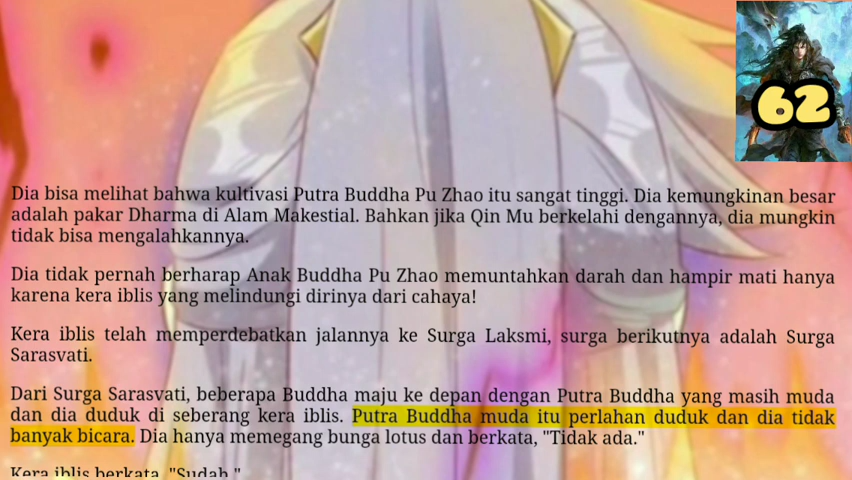 62
Dia bisa melihat bahwa kultivasi Putra Buddha Pu Zhao itu sangat tinggi. Dia kemungkinan besar
adalah pakar Dharma di Alam Makestial. Bahkan jika Qin Mu berkelahi dengannya, dia mungkin
tidak bisa mengalahkannya.
Dia tidak pernah berharap Anak Buddha Pu Zhao memuntahkan darah dan hampir mati hanya
karena kera iblis yang melindungi dirinya dari cahaya!
Kera iblis telah memperdebatkan jalannya ke Surga Laksmi, surga berikutnya adalah Surga
Sarasvati.
Dari Surga Sarasvati, beberapa Buddha maju ke depan dengan Putra Buddha yang masih muda
dan dia duduk di seberang kera iblis. Putra Buddha muda itu perlahan duduk dan dia tidak
banyak bicara. Dia hanya memegang bunga lotus dan berkata, "Tidak ada."
Kera iblis berkata, "Sudah."